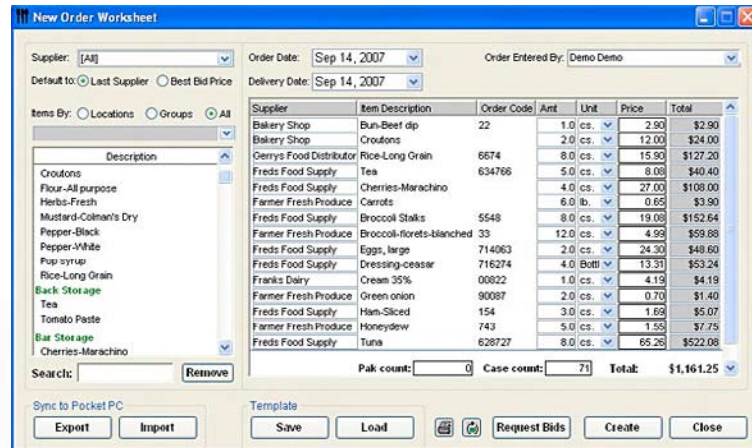 New Order Worksheet
Supplier: [All]
Default to: Last Supplier Best Bid Price
Items By: Locations Groups All
Description
Croutons
Flour-All purpose
Herbs-Fresh
Mustard-Colman's Dry
Pepper-Black
Pepper-White
Pop syrup
Rice-Long Grain
Back Storage
Tea
Tomato Paste
Bar Storage
Cherries-Marachino
Search: Remove
Order Date: Sep 14, 2007 Order Entered By: Demo Demo
Delivery Date: Sep 14, 2007
Supplier Item Description Order Code Amt Unit Price Total
Bakery Shop Bun-Beef dip 22 1.0 cs. 2.90 $2.90
Bakery Shop Croutons 2.0 cs. 12.00 $24.00
Gerrys Food Distributor Rice-Long Grain 6674 8.0 cs. 15.90 $127.20
Freds Food Supply Tea 634766 5.0 cs. 8.08 $40.40
Freds Food Supply Cherries-Marachino 4.0 cs. 27.00 $108.00
Farmer Fresh Produce Carrots 6.0 lb. 0.65 $3.90
Freds Food Supply Broccoli Stalks 5548 8.0 cs. 19.08 $152.64
Farmer Fresh Produce Broccoli-florets-blanched 33 12.0 cs. 4.99 $59.88
Freds Food Supply Eggs, large 714063 2.0 cs. 24.30 $48.60
Freds Food Supply Dressing-ceasar 716274 4.0 Bottl 13.31 $53.24
Franks Dairy Cream 35% 00822 1.0 cs. 4.19 $4.19
Farmer Fresh Produce Green onion 90087 2.0 cs. 0.70 $1.40
Freds Food Supply Ham-Sliced 154 3.0 cs. 1.69 $5.07
Farmer Fresh Produce Honeydew 743 5.0 cs. 1.55 $7.75
Freds Food Supply Tuna 628727 8.0 cs. 65.26 $522.08
Pak count: 0 Case count: 71 Total: $1,161.25
Sync to Pocket PC
Export Import
Template
Save Load Request Bids Create Close